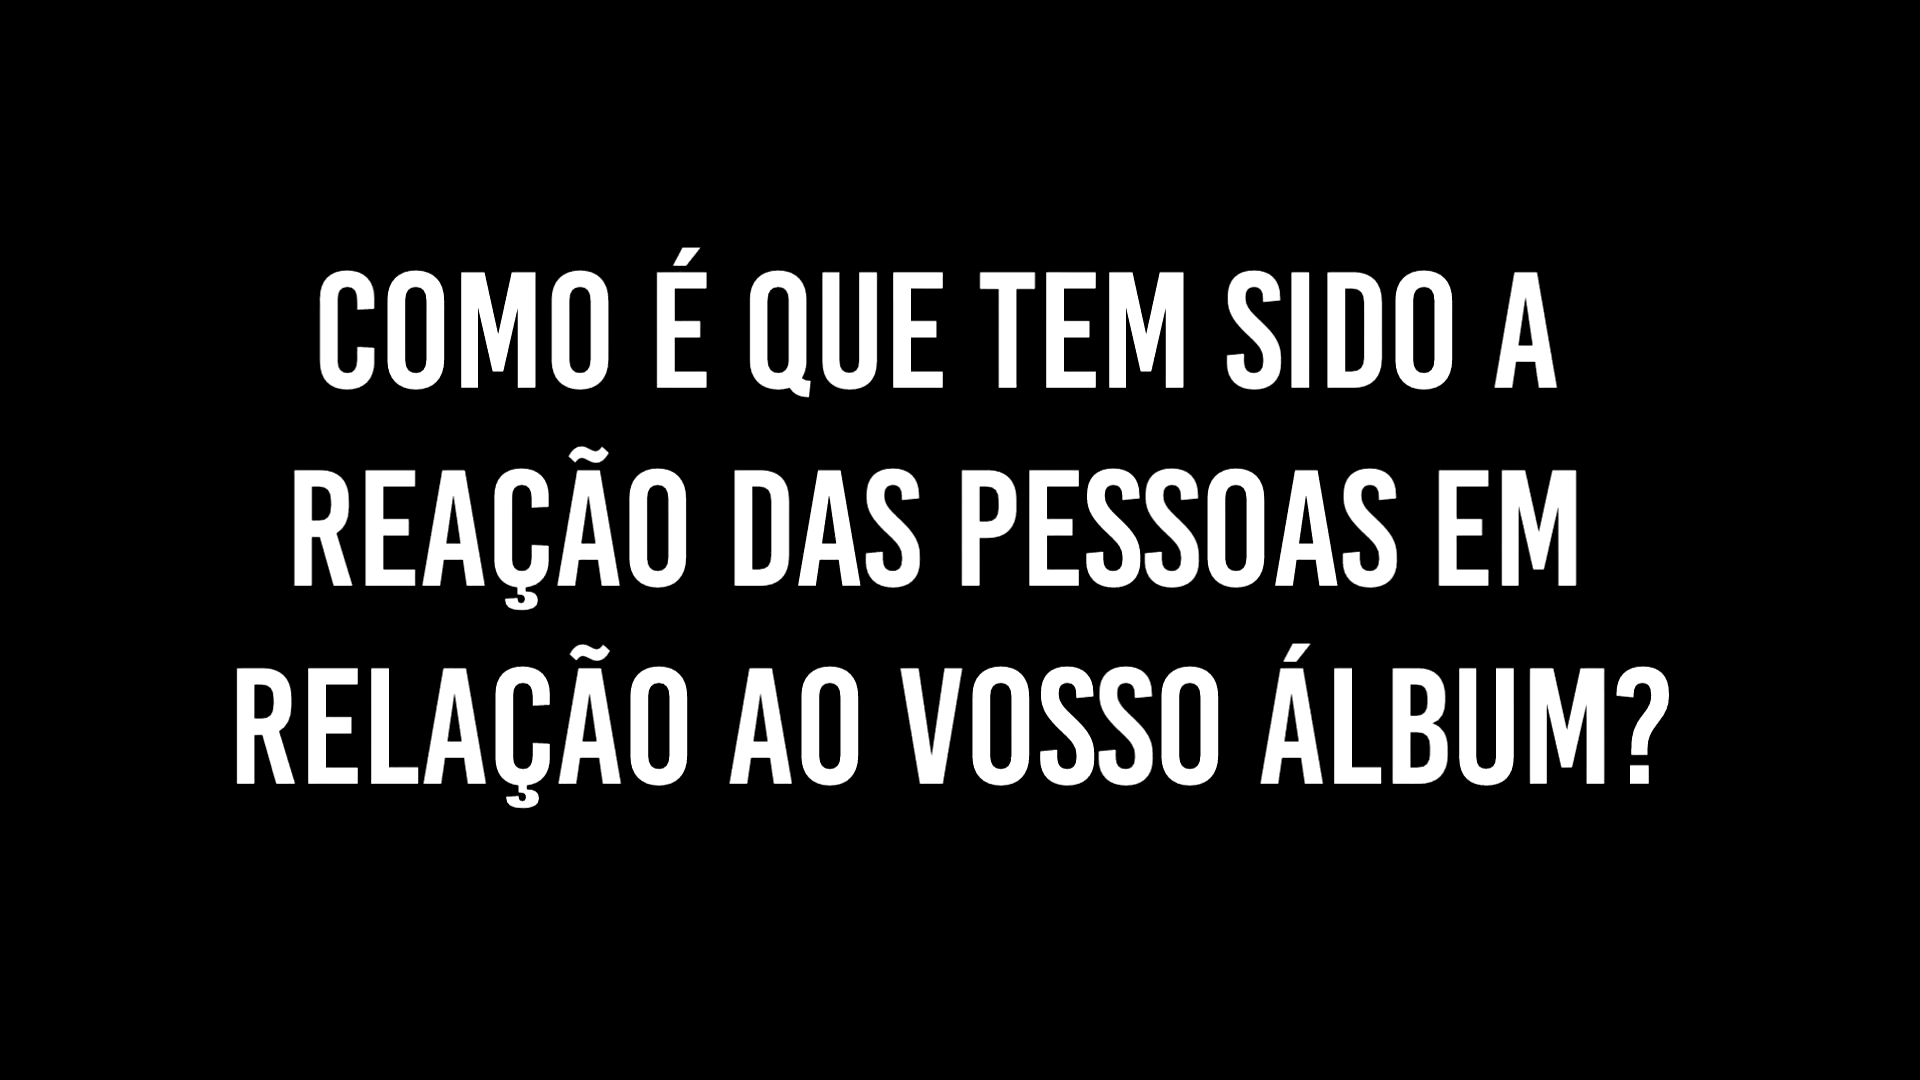 COMO É QUE TEM SIDO A
REAÇÃO DAS PESSOAS EM
RELAÇÃO AO VOSSO ÁLBUM?